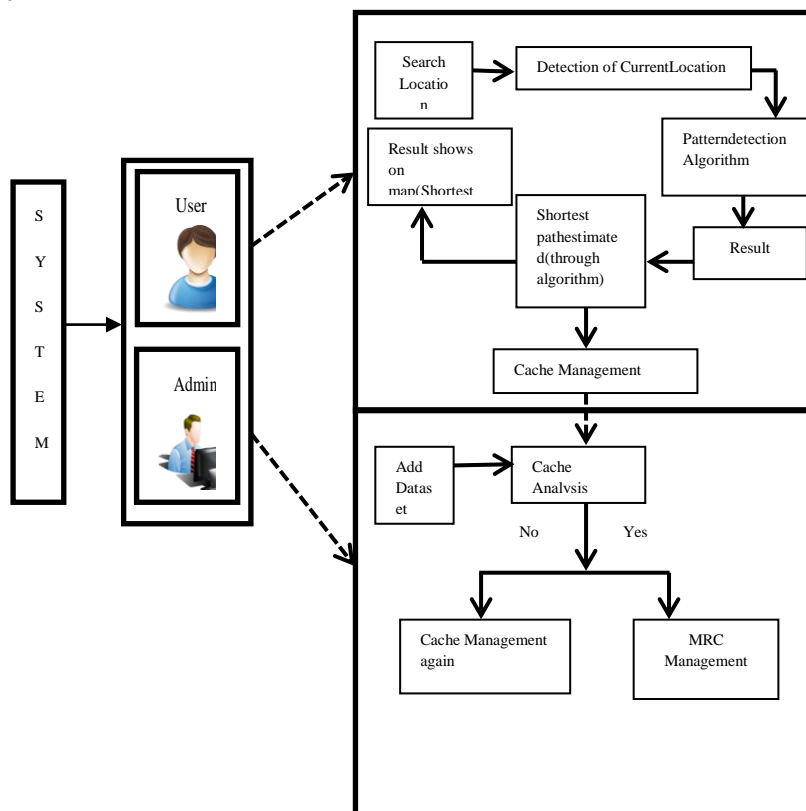 Search
Locatio
n
Detection of CurrentLocation
Patterndetection
Algorithm
Result shows
on
map(Shortest
Shortest
pathestimate
d(through
algorithm)
Result
Cache Management
S
Y
S
T
E
M
User
Admin
Add
Datas
et
Cache
Analysis
No
Yes
Cache Management
again
MRC
Management